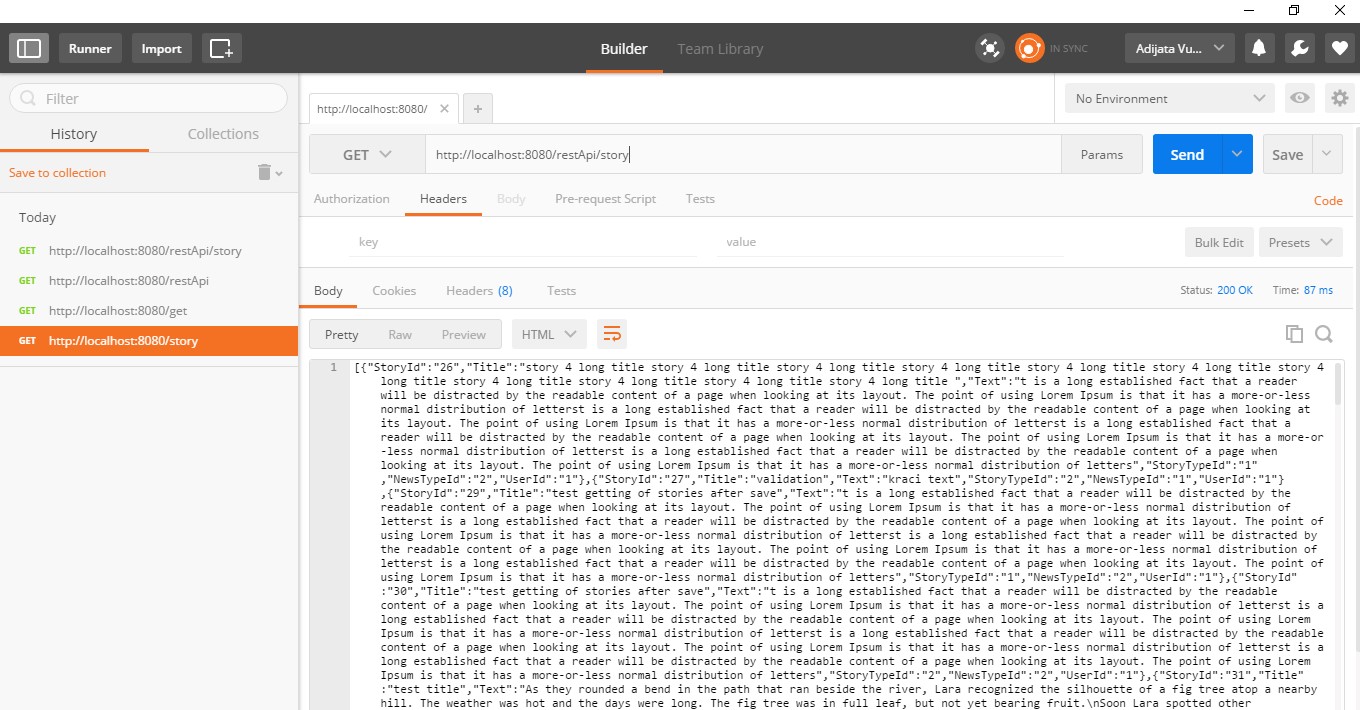 Runner
Import
Builder
Team Library
IN SYNC
Adijata Vu...
Filter
History
Collections
Save to collection
Today
GET http://localhost:8080/restApi/story
GET http://localhost:8080/restApi
GET http://localhost:8080/get
GET http://localhost:8080/story
http://localhost:8080/
No Environment
GET
http://localhost:8080/restApi/story
Params
Send
Save
Authorization
Headers
Body
Pre-request Script
Tests
Code
key
value
Bulk Edit
Presets
Body
Cookies
Headers (8)
Tests
Status: 200 OK
Time: 87 ms
Pretty
Raw
Preview
HTML
1 [{"StoryId":"26","Title":"story 4 long title story 4 long title story 4 long title story 4 long title story 4 long title story 4 long title story 4
long title story 4 long title story 4 long title story 4 long title story 4 long title ","Text":"t is a long established fact that a reader
will be distracted by the readable content of a page when looking at its layout. The point of using Lorem Ipsum is that it has a more-or-less
normal distribution of letterst is a long established fact that a reader will be distracted by the readable content of a page when looking at
its layout. The point of using Lorem Ipsum is that it has a more-or-less normal distribution of letterst is a long established fact that a
reader will be distracted by the readable content of a page when looking at its layout. The point of using Lorem Ipsum is that it has a more-or
-less normal distribution of letterst is a long established fact that a reader will be distracted by the readable content of a page when
looking at its layout. The point of using Lorem Ipsum is that it has a more-or-less normal distribution of letters","StoryTypeId":"1"
,"NewsTypeId":"2","UserId":"1"},{"StoryId":"27","Title":"validation","Text":"kraci text","StoryTypeId":"2","NewsTypeId":"1","UserId":"1"}
,{"StoryId":"29","Title":"test getting of stories after save","Text":"t is a long established fact that a reader will be distracted by the
readable content of a page when looking at its layout. The point of using Lorem Ipsum is that it has a more-or-less normal distribution of
letterst is a long established fact that a reader will be distracted by the readable content of a page when looking at its layout. The point of
using Lorem Ipsum is that it has a more-or-less normal distribution of letterst is a long established fact that a reader will be distracted by
the readable content of a page when looking at its layout. The point of using Lorem Ipsum is that it has a more-or-less normal distribution of
letterst is a long established fact that a reader will be distracted by the readable content of a page when looking at its layout. The point of
using Lorem Ipsum is that it has a more-or-less normal distribution of letters","StoryTypeId":"1","NewsTypeId":"2","UserId":"1"},{"StoryId"
:"30","Title":"test getting of stories after save","Text":"t is a long established fact that a reader will be distracted by the readable
content of a page when looking at its layout. The point of using Lorem Ipsum is that it has a more-or-less normal distribution of letterst is a
long established fact that a reader will be distracted by the readable content of a page when looking at its layout. The point of using Lorem
Ipsum is that it has a more-or-less normal distribution of letterst is a long established fact that a reader will be distracted by the readable
content of a page when looking at its layout. The point of using Lorem Ipsum is that it has a more-or-less normal distribution of letterst is a
long established fact that a reader will be distracted by the readable content of a page when looking at its layout. The point of using Lorem
Ipsum is that it has a more-or-less normal distribution of letters","StoryTypeId":"2","NewsTypeId":"2","UserId":"1"},{"StoryId":"31","Title"
:"test title","Text":"As they rounded a bend in the path that ran beside the river, Lara recognized the silhouette of a fig tree atop a nearby
hill. The weather was hot and the days were long. The fig tree was in full leaf, but not yet bearing fruit.\nSoon Lara spotted other